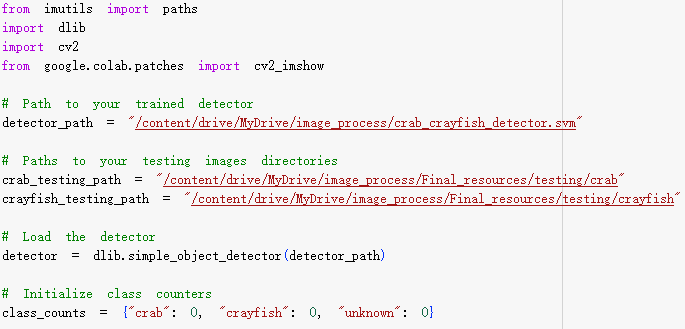 from imutils import paths
import dlib
import cv2
from google.colab.patches import cv2_imshow
# Path to your trained detector
detector_path = "/content/drive/MyDrive/image_process/crab_crayfish_detector.svm"
# Paths to your testing images directories
crab_testing_path = "/content/drive/MyDrive/image_process/Final_resources/testing/crab"
crayfish_testing_path = "/content/drive/MyDrive/image_process/Final_resources/testing/crayfish"
# Load the detector
detector = dlib.simple_object_detector(detector_path)
# Initialize class counters
class_counts = {"crab": 0, "crayfish": 0, "unknown": 0}